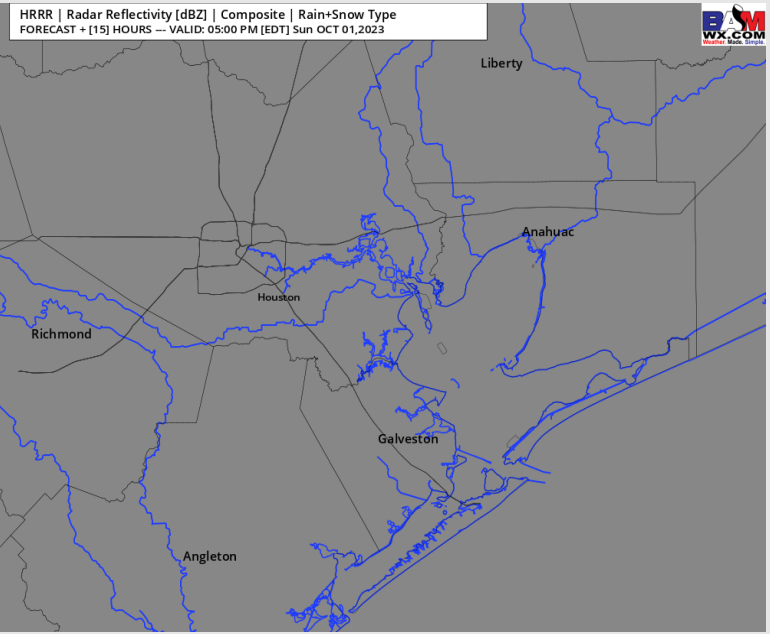 HRRR | Radar Reflectivity [dBZ] | Composite | Rain+Snow Type
FORECAST + [15] HOURS --- VALID: 05:00 PM [EDT] Sun OCT 01,2023
BAM
WX.COM
Weather. Made. Simple.
Liberty
Anahuac
Houston
Richmond
Galveston
Angleton